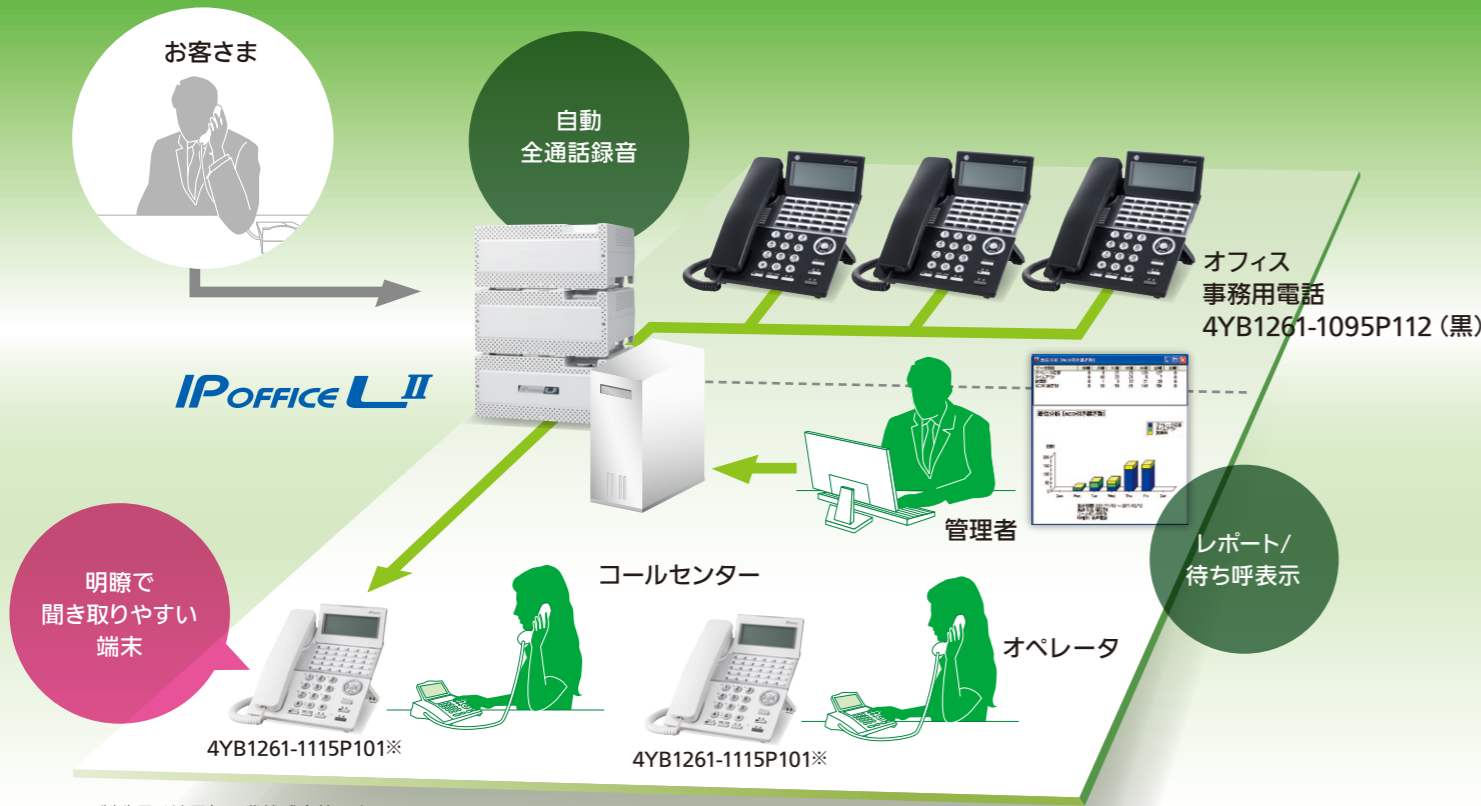 お客さま
自動
全通話録音
オフィス
事務用電話
4YB1261-1095P112（黒）
IP OFFICE L II
管理者
レポート/
待ち呼表示
コールセンター
明瞭で
聞き取りやすい
端末
オペレータ
4YB1261-1115P101※
4YB1261-1115P101※